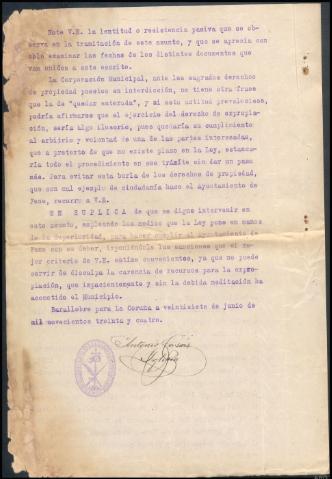 Note V.E. la lentitud o resistencia pasiva que se ob-
serva en la tramitación de este asunto, y que se aprecia con
solo examinar las fechas de los distintos documentos que
van unidos a este escrito.
La Corporación Municipal, ante los sagrados derechos
de propiedad puestos en interdicción, no tiene otra frase
que la de "quedar enterada", y si esta actitud prevaleciese,
podría afirmarse que el ejercicio del derecho de expropia-
ción, sería algo ilusorio, pues quedaría su cumplimiento
al arbitrio y voluntad de una de las partes interesadas,
que a pretexto de que no existe plazo en la Ley, estanca-
ría todo el procedimiento en ese trámite sin dar un paso
más. Para evitar esta burla de los derechos de propiedad,
que con mal ejemplo de ciudadanía hace el Ayuntamiento de
Fene, recurro a V.E.
EN SUPLICA de que se digne intervenir en
este asunto, empleando los medios que la Ley pone en manos
de la Superioridad, para hacer cumplir al Ayuntamiento de
Fene con su deber, imponiéndole las sanciones que el me-
jor criterio de V.E. estime convenientes, ya que no puede
servir de disculpa la carencia de recursos para la expro-
piación, que impacientemente y sin la debida meditación ha
acometido el Municipio.
Barallobre para La Coruña a veintisiete de junio de
mil novecientos treinta y cuatro.
Antonio